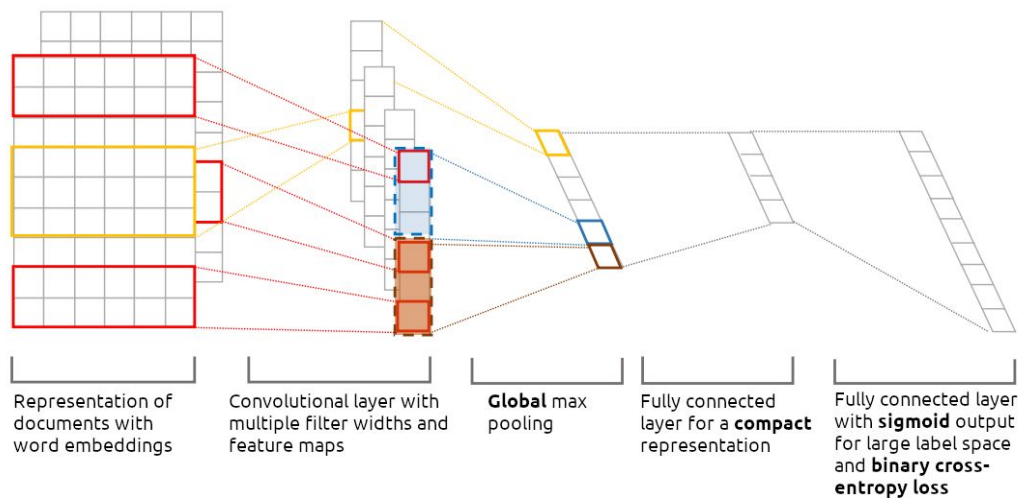 Representation of
documents with
word embeddings
Convolutional layer with
multiple filter widths and
feature maps
Global max
pooling
Fully connected
layer for a compact
representation
Fully connected layer
with sigmoid output
for large label space
and binary cross-
entropy loss